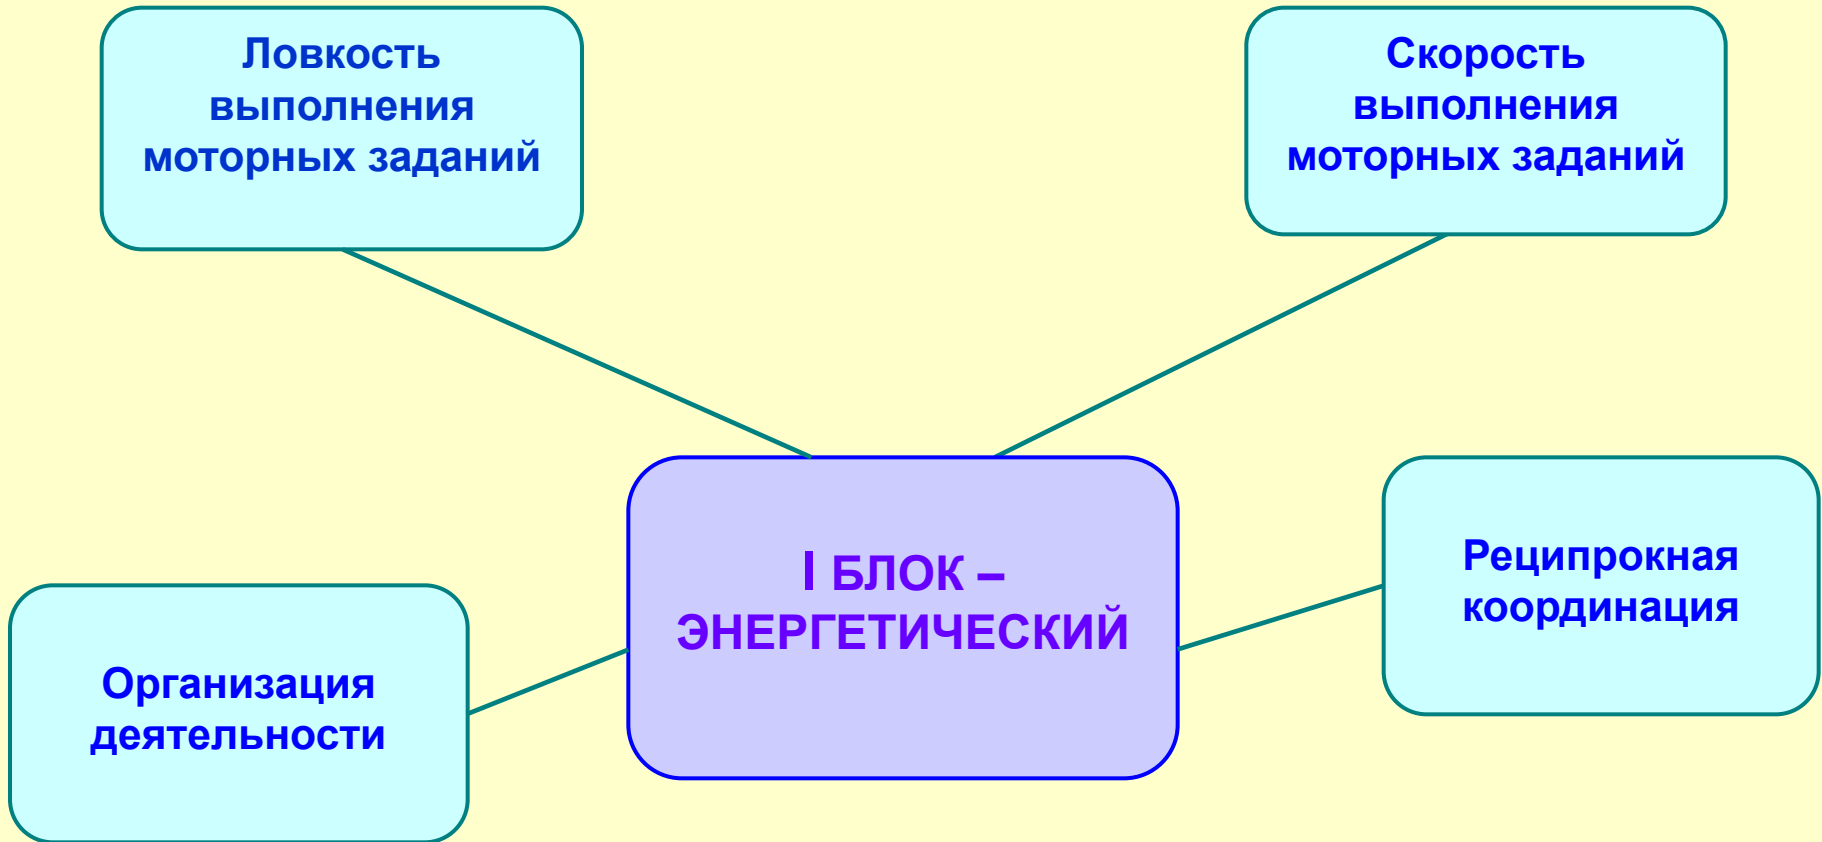 Ловкость
выполнения
моторных заданий
Скорость
выполнения
моторных заданий
I БЛОК –
ЭНЕРГЕТИЧЕСКИЙ
Реципрокная
координация
Организация
деятельности